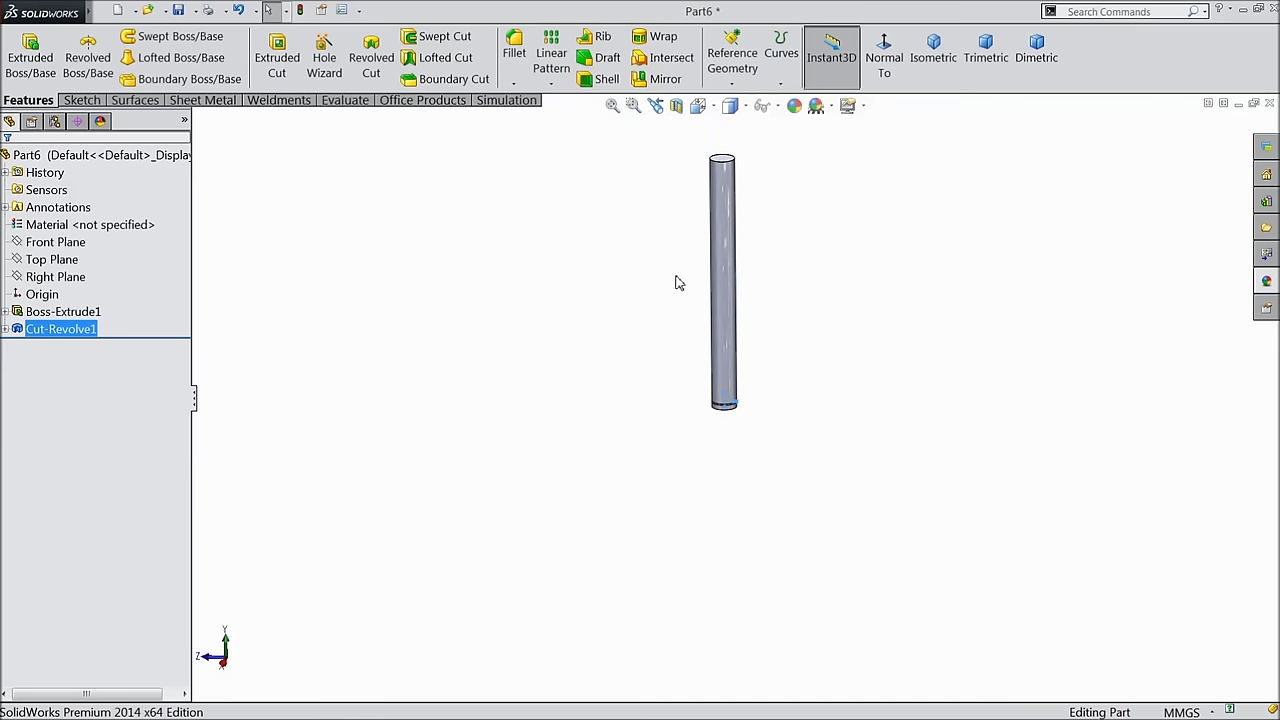 SOLIDWORKS
Part6 *
Search Commands
Extruded Boss/Base
Revolved Boss/Base
Swept Boss/Base
Lofted Boss/Base
Boundary Boss/Base
Extruded Cut
Hole Wizard
Revolved Cut
Swept Cut
Lofted Cut
Boundary Cut
Fillet
Linear Pattern
Rib
Draft
Shell
Wrap
Intersect
Mirror
Reference Geometry
Curves
Instant3D
Normal To
Isometric
Trimetric
Dimetric
Features Sketch Surfaces Sheet Metal Weldments Evaluate Office Products Simulation
Part6 (Default<<Default>_Display
History
Sensors
Annotations
Material <not specified>
Front Plane
Top Plane
Right Plane
Origin
Boss-Extrude1
Cut-Revolve1
Y
Z
X
SolidWorks Premium 2014 x64 Edition
Editing Part
MMGS